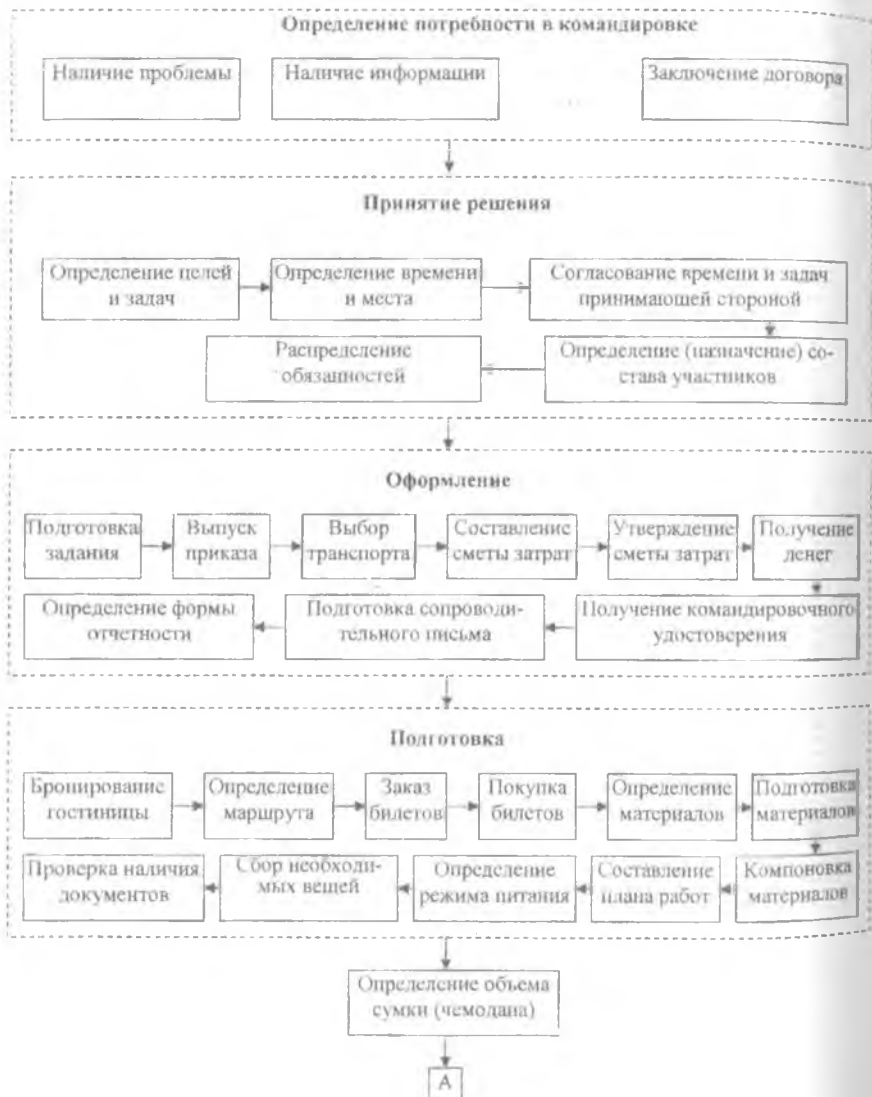 Определение потребности в командировке
Наличие проблемы
Наличие информации
Заключение договора
Принятие решения
Определение целей
и задач
Определение времени
и места
Согласование времени и задач
принимающей стороной
Определение (назначение) со-
става участников
Распределение
обязанностей
Оформление
Подготовка
задания
Выпуск
приказа
Выбор
транспорта
Составление
сметы затрат
Утверждение
сметы затрат
Получение
денег
Получение командировочного
удостоверения
Подготовка сопроводи-
тельного письма
Определение формы
отчетности
Подготовка
Бронирование
гостиницы
Определение
маршрута
Заказ
билетов
Покупка
билетов
Определение
материалов
Подготовка
материалов
Компоновка
материалов
Составление
плана работ
Определение
режима питания
Сбор необходи-
мых вещей
Проверка наличия
документов
Определение объема
сумки (чемодана)
А